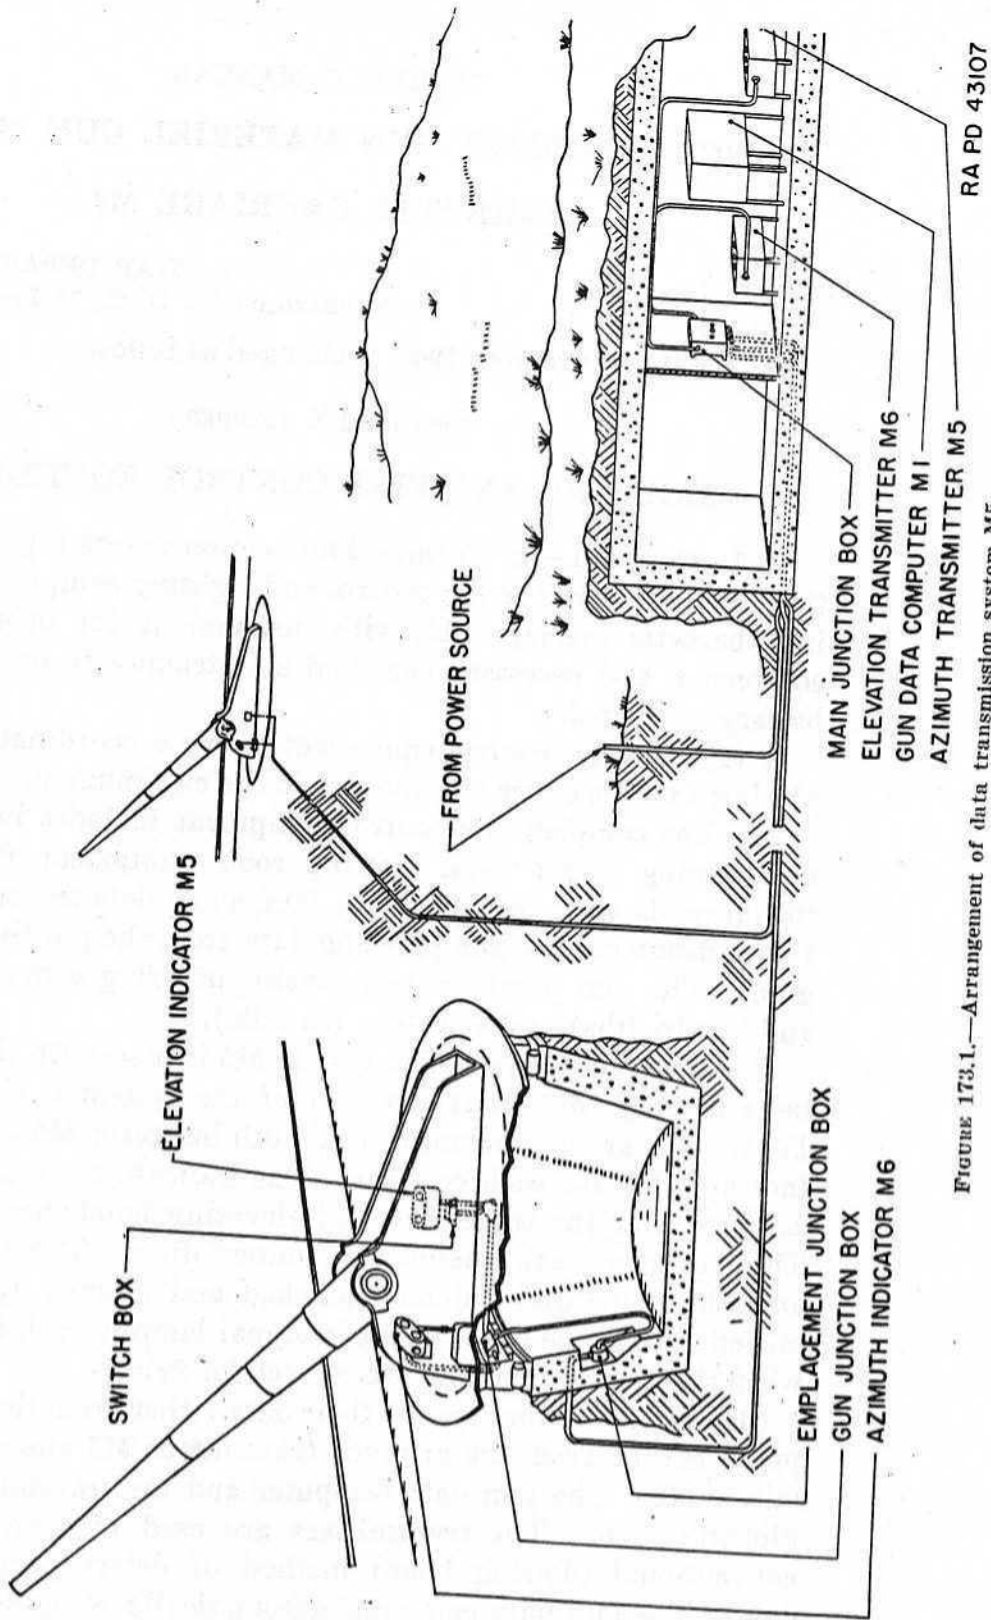 SWITCH BOX
ELEVATION INDICATOR M5
FROM POWER SOURCE
EMPLACEMENT JUNCTION BOX
GUN JUNCTION BOX
AZIMUTH INDICATOR M6
MAIN JUNCTION BOX
ELEVATION TRANSMITTER M6
GUN DATA COMPUTER M1
AZIMUTH TRANSMITTER M5
RA PD 43107
FIGURE 173.1.—Arrangement of data transmission system M5.